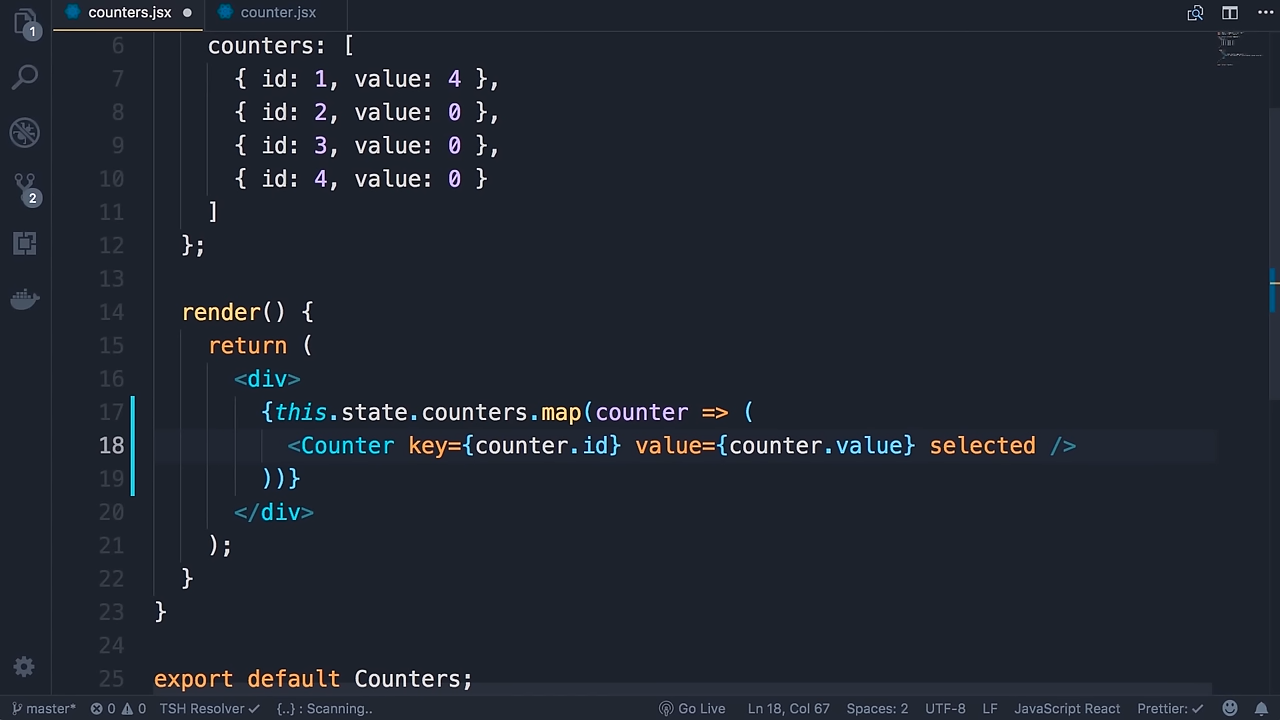 counters.jsx
counter.jsx
1
2
6 counters: [
7 { id: 1, value: 4 },
8 { id: 2, value: 0 },
9 { id: 3, value: 0 },
10 { id: 4, value: 0 }
11 ]
12 };
13
14 render() {
15 return (
16 <div>
17 {this.state.counters.map(counter => (
18 <Counter key={counter.id} value={counter.value} selected />
19 ))}
20 </div>
21 );
22 }
23 }
24
25 export default Counters;
master* 0 0 TSH Resolver {..} : Scanning.. Go Live Ln 18, Col 67 Spaces: 2 UTF-8 LF JavaScript React Prettier: